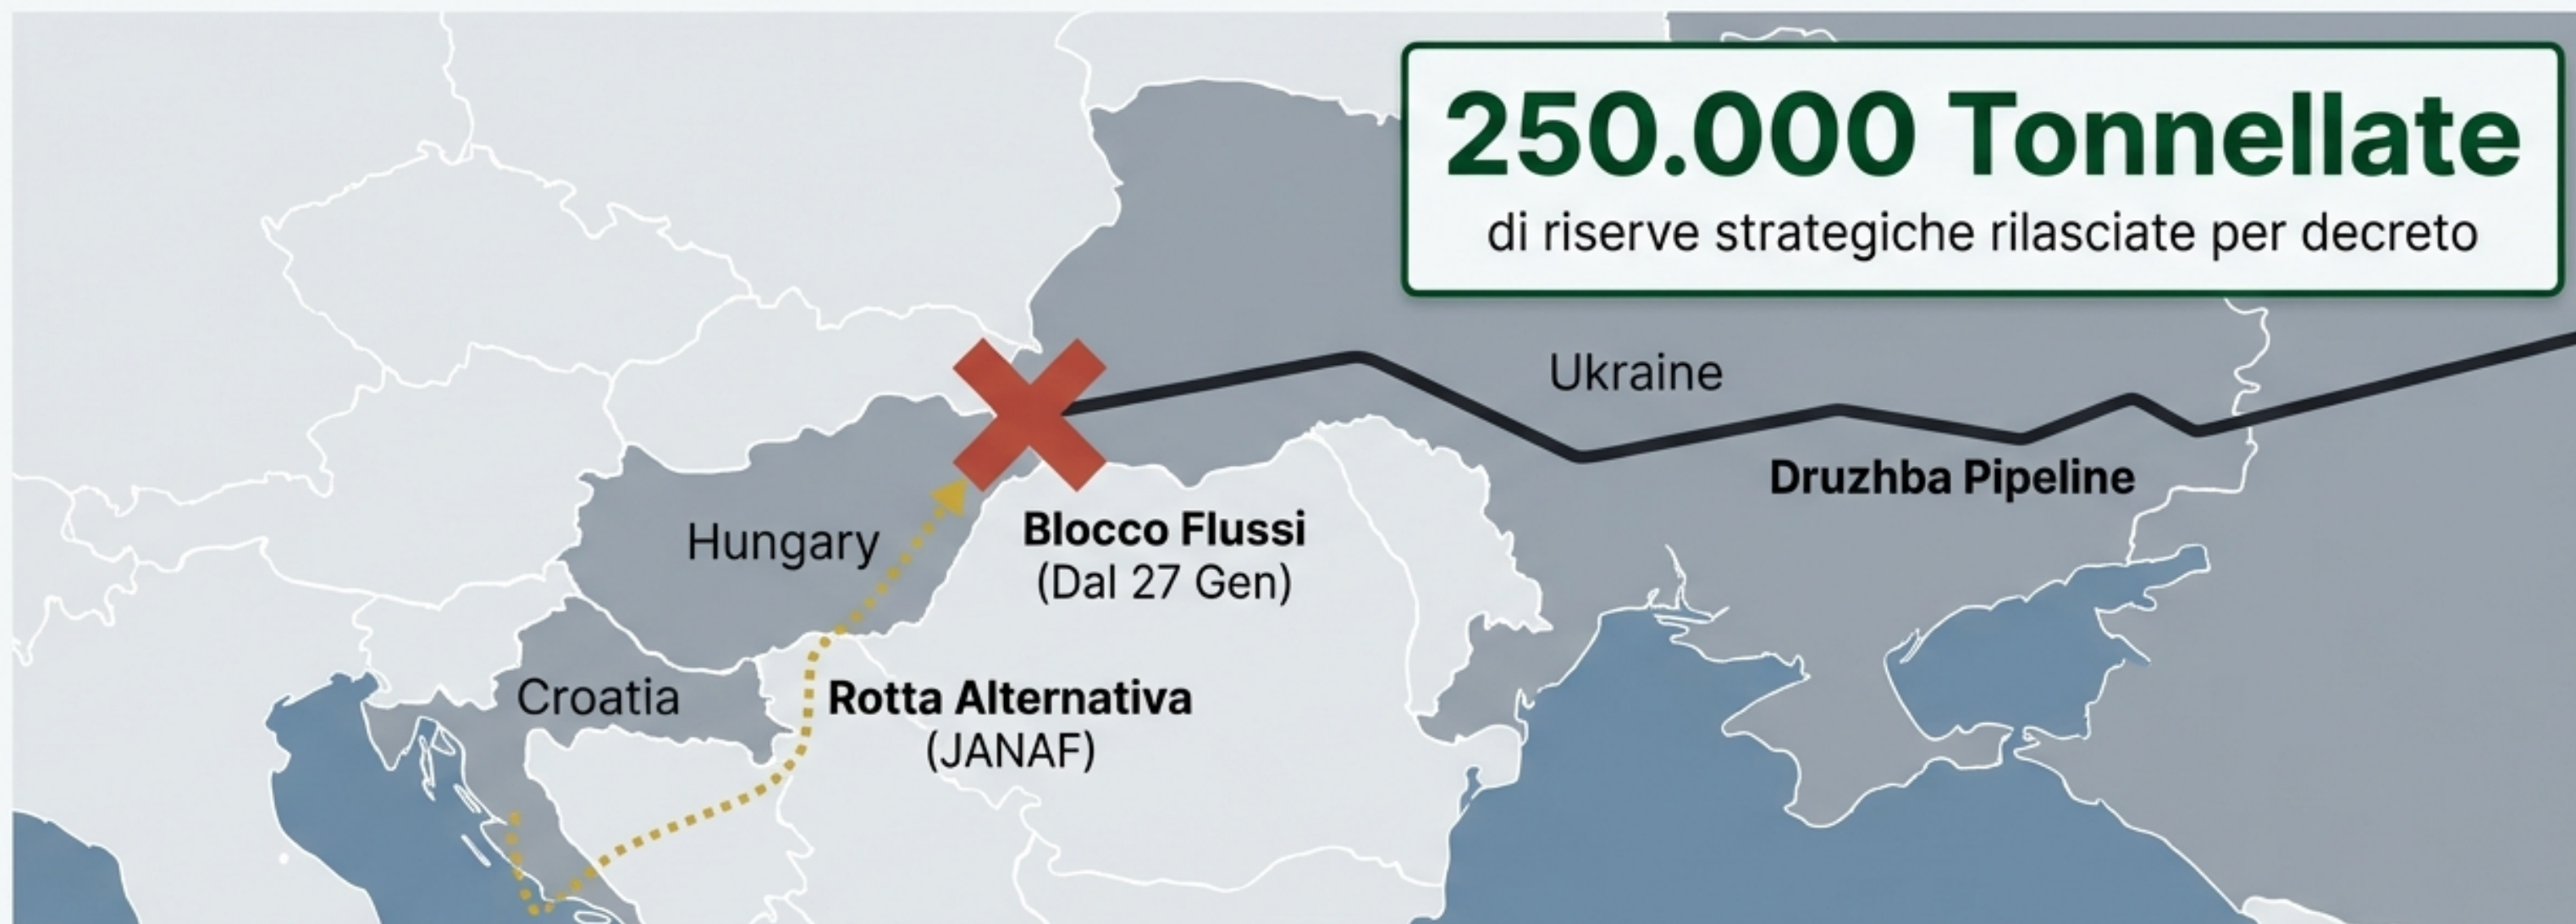 250.000 Tonnellate
di riserve strategiche rilasciate per decreto
Ukraine
Druzhba Pipeline
Hungary
Blocco Flussi
(Dal 27 Gen)
Croatia
Rotta Alternativa
(JANAF)